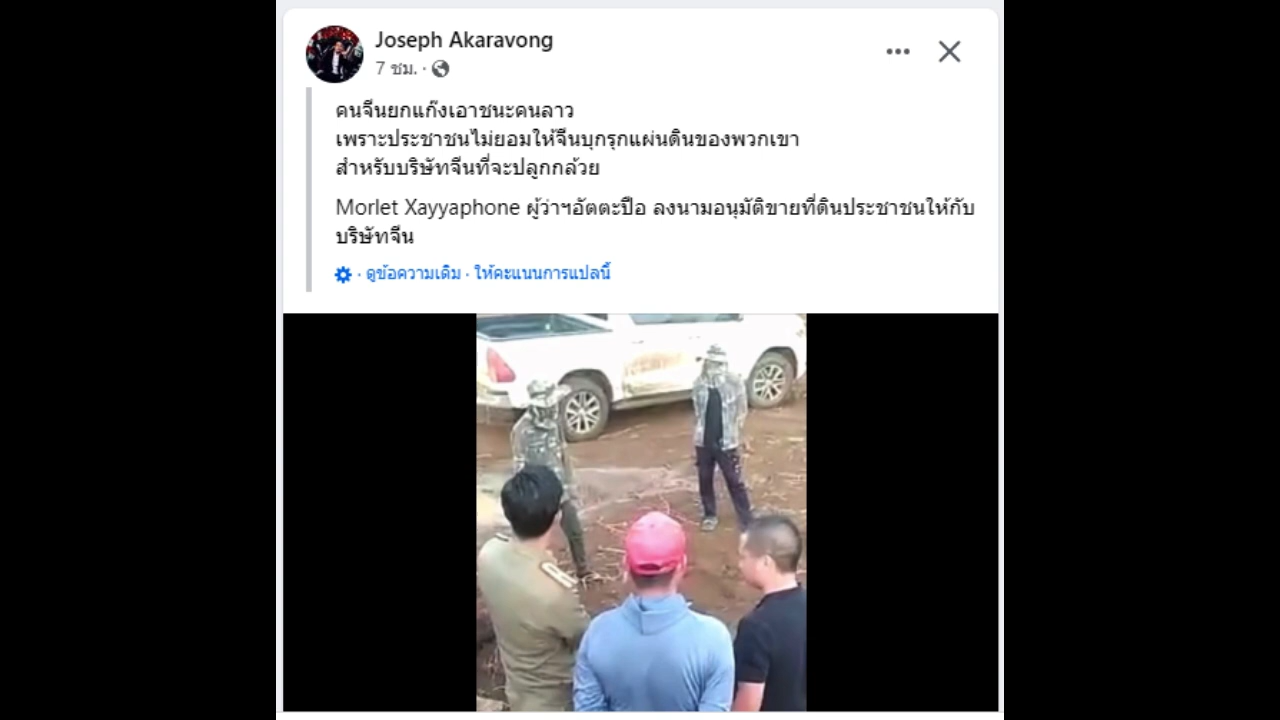 Joseph Akaravong
7 ชม. ·
คนจีนยกแก๊งเอาชนะคนลาว
เพราะประชาชนไม่ยอมให้จีนบุกรุกแผ่นดินของพวกเขา
สำหรับบริษัทจีนที่จะปลูกกล้วย
Morlet Xayyaphone ผู้ว่าฯอัตตะปือ ลงนามอนุมัติขายที่ดินประชาชนให้กับ
บริษัทจีน
· ดูข้อความเดิม · ให้คะแนนการแปลนี้